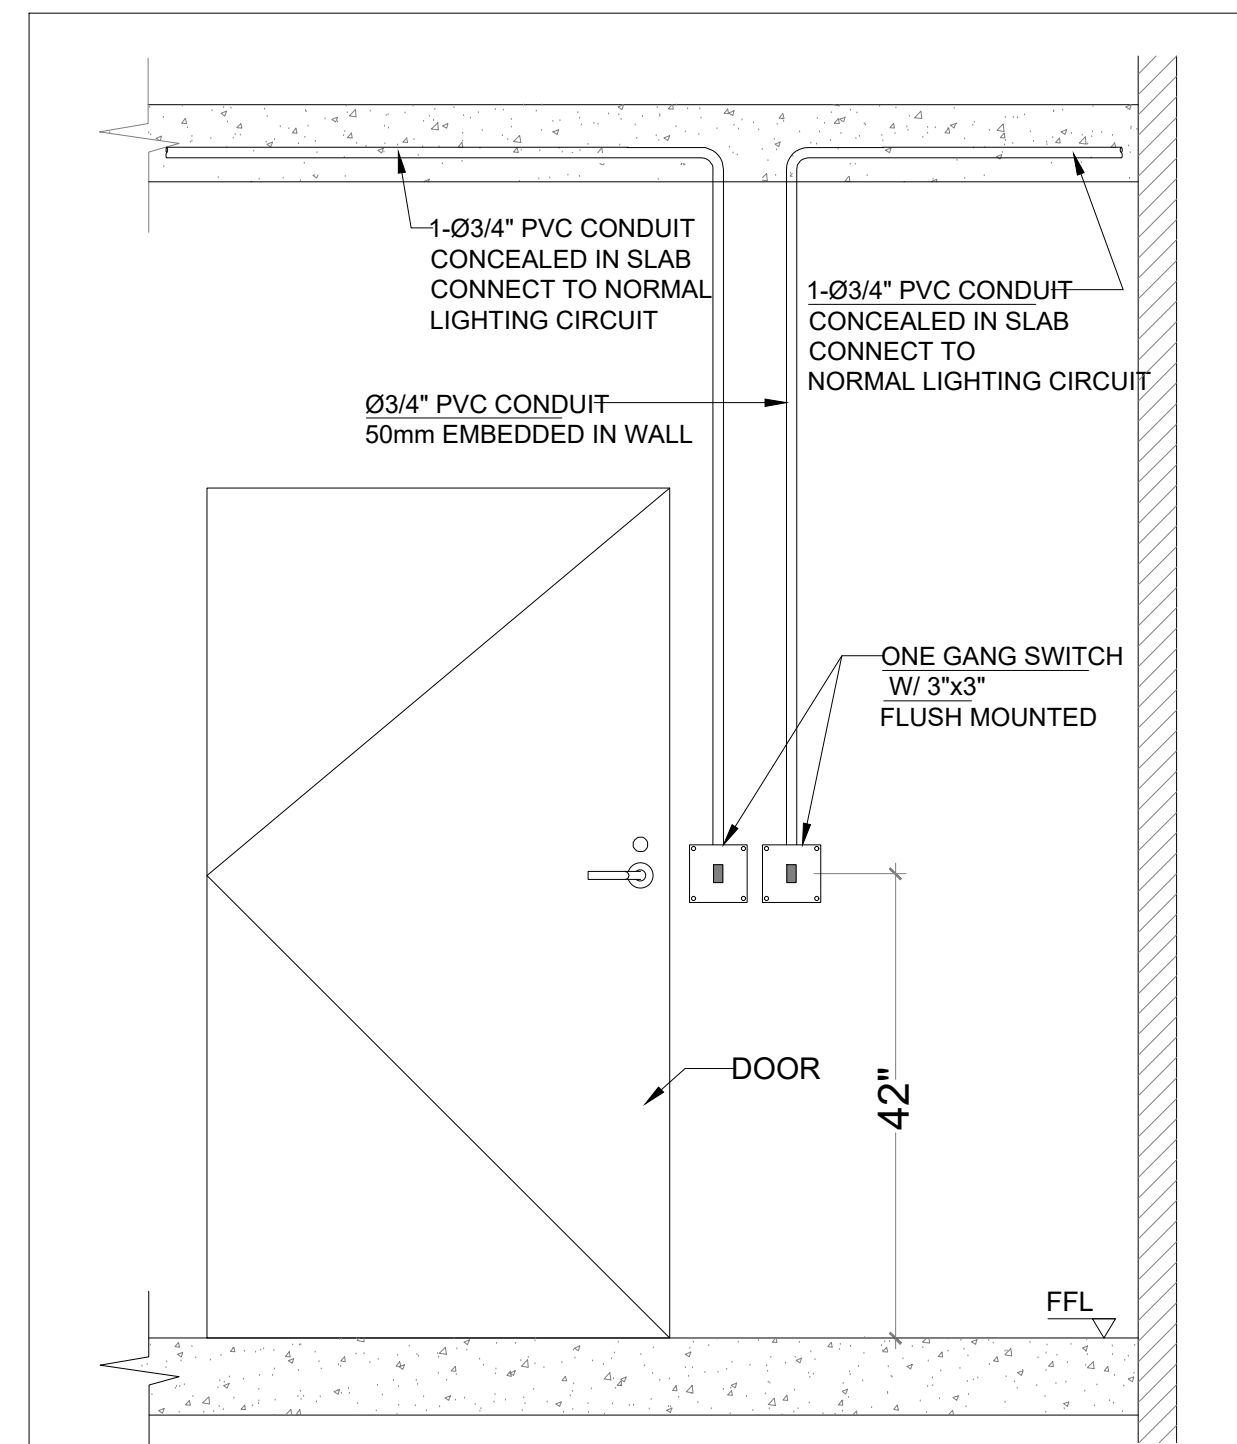 1-Ø3/4" PVC CONDUIT
CONCEALED IN SLAB
CONNECT TO NORMAL
LIGHTING CIRCUIT
1-Ø3/4" PVC CONDUIT
CONCEALED IN SLAB
CONNECT TO
NORMAL LIGHTING CIRCUIT
Ø3/4" PVC CONDUIT
50mm EMBEDDED IN WALL
ONE GANG SWITCH
W/ 3"x3"
FLUSH MOUNTED
DOOR
42"
FFL